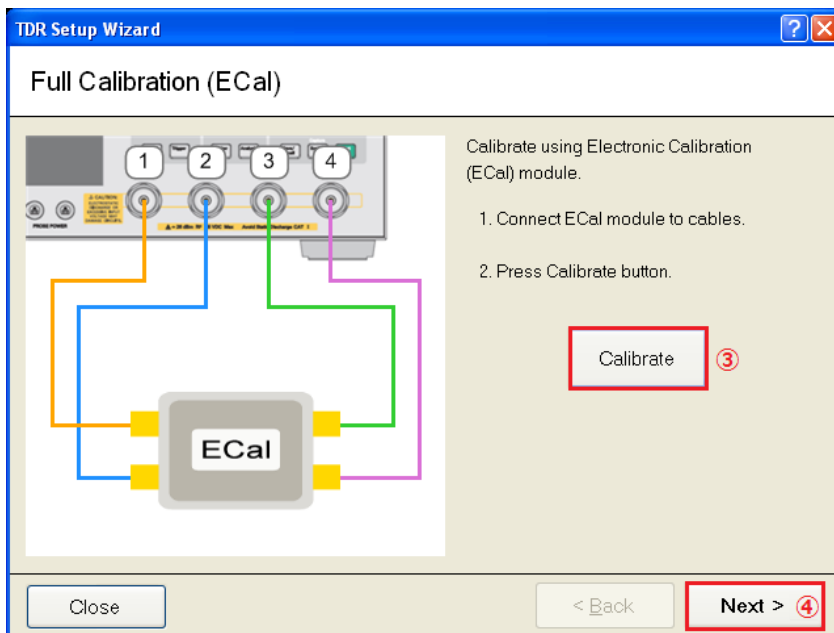 TDR Setup Wizard
?
Full Calibration (ECal)
1 2 3 4
PROBE POWER
Calibrate using Electronic Calibration
(ECal) module.
1. Connect ECal module to cables.
2. Press Calibrate button.
Calibrate ③
ECal
Close
< Back
Next > ④